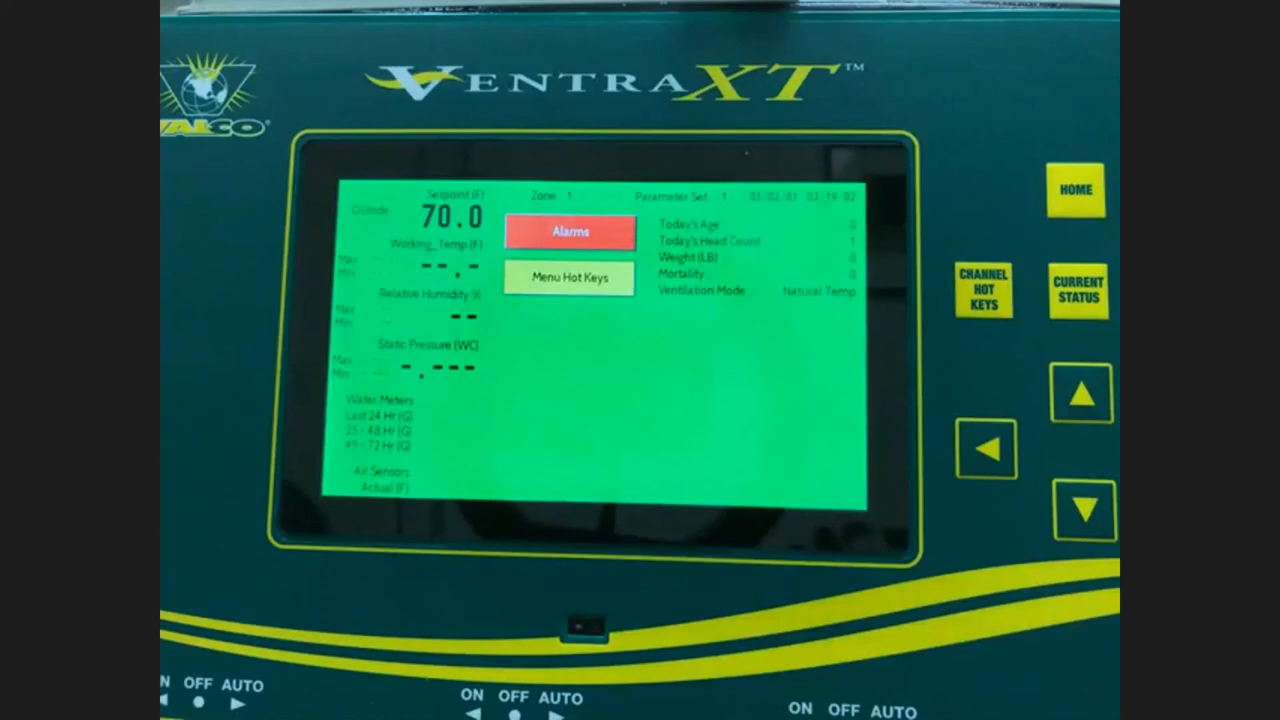 VENTRAXT™
VALCO®
Setpoint (F)
Zone 1
Parameter Set 1
01/02/81 02:19:02
Outside
70.0
Alarms
Menu Hot Keys
Today's Age 0
Today's Head Count 1
Weight (LB) 0
Mortality 0
Ventilation Mode Natural Temp
Working_Temp (F)
Max -- --
Min -- --
--.-
Relative Humidity %
Max --
Min --
--
Static Pressure (WC)
Max ---
Min ---
-.---
Water Meters
Last 24 Hr (G)
25 - 48 Hr (G)
49 - 72 Hr (G)
Air Sensors
Actual (F)
HOME
CHANNEL
HOT
KEYS
CURRENT
STATUS
N OFF AUTO
ON OFF AUTO
ON OFF AUTO